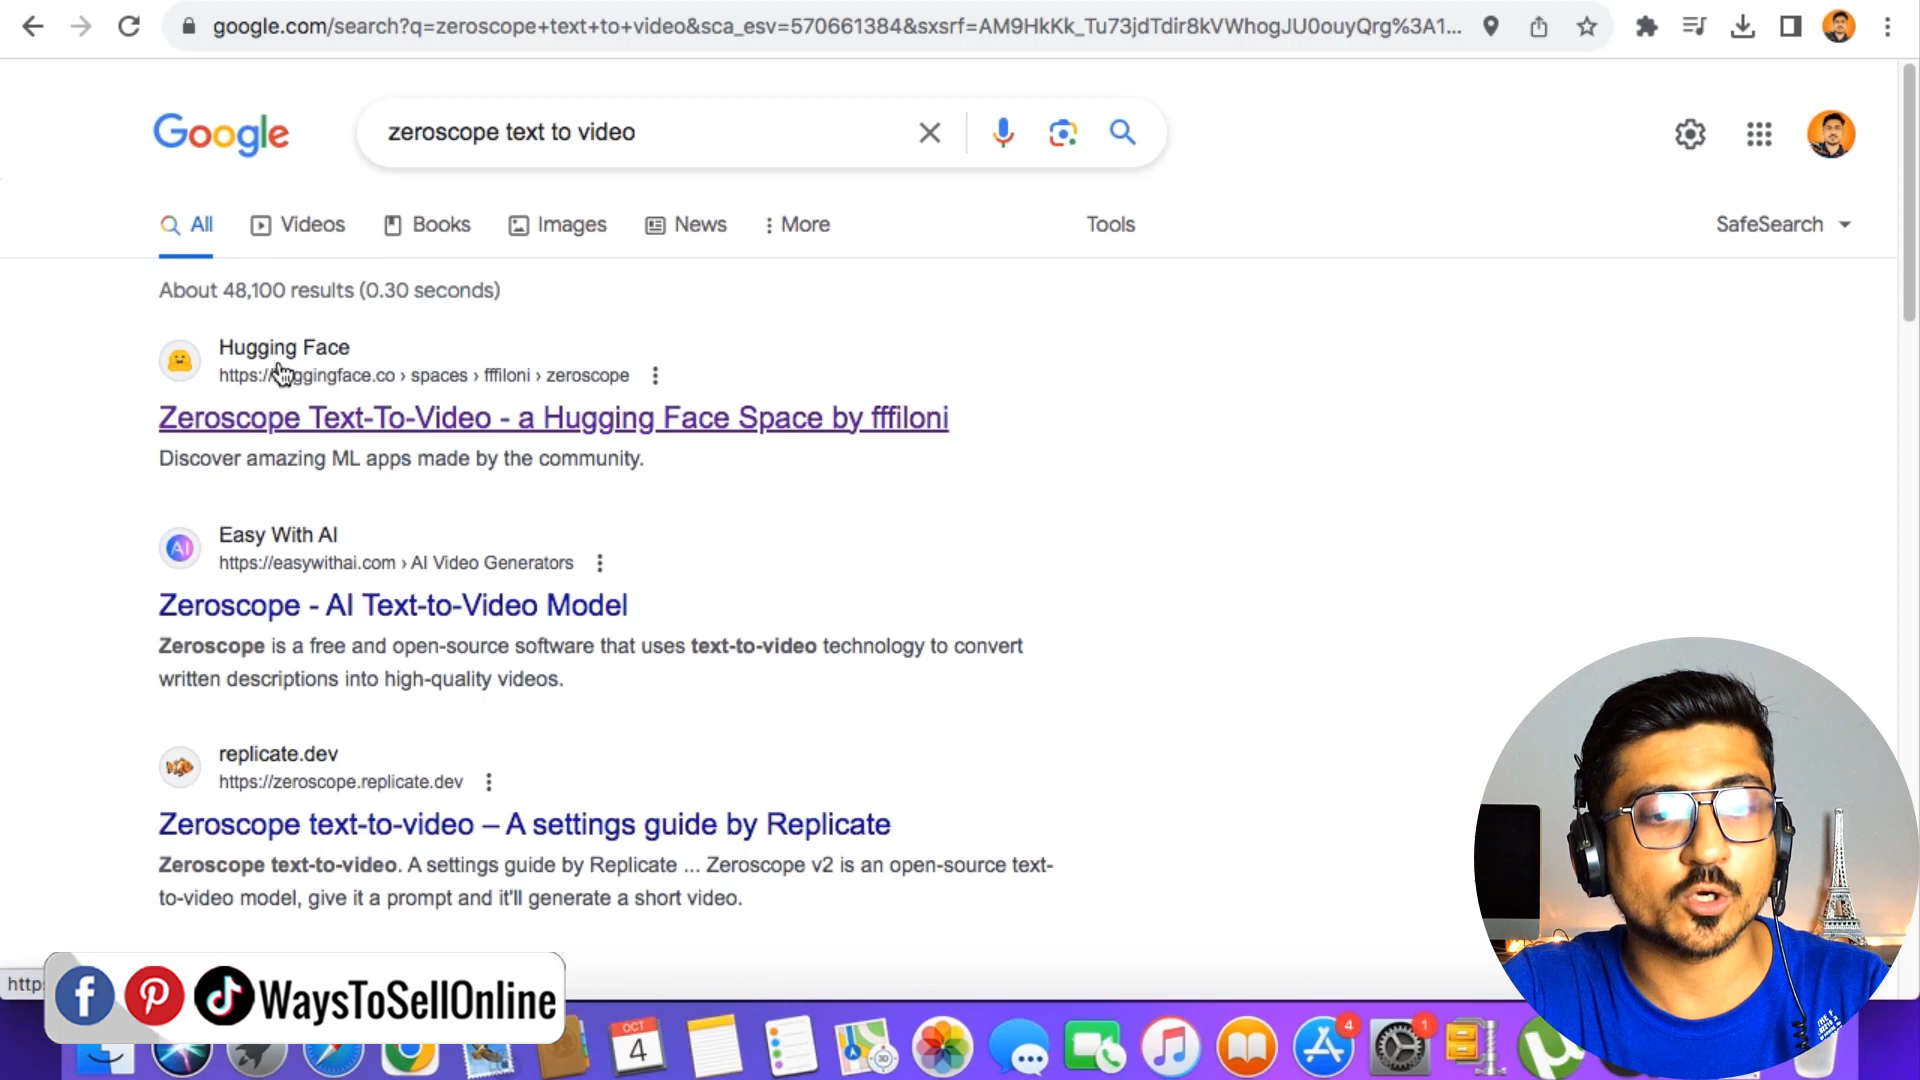 google.com/search?q=zeroscope+text+to+video&sca_esv=570661384&sxsrf=AM9HkKk_Tu73jdTdir8kVWhogJU0ouyQrg%3A1...
Google
zeroscope text to video
All
Videos
Books
Images
News
More
Tools
SafeSearch
About 48,100 results (0.30 seconds)
Hugging Face
https://huggingface.co › spaces › fffiloni › zeroscope
Zeroscope Text-To-Video - a Hugging Face Space by fffiloni
Discover amazing ML apps made by the community.
Easy With AI
https://easywithai.com › AI Video Generators
Zeroscope - AI Text-to-Video Model
Zeroscope is a free and open-source software that uses text-to-video technology to convert
written descriptions into high-quality videos.
replicate.dev
https://zeroscope.replicate.dev
Zeroscope text-to-video – A settings guide by Replicate
Zeroscope text-to-video. A settings guide by Replicate ... Zeroscope v2 is an open-source text-
to-video model, give it a prompt and it'll generate a short video.
http
WaysToSellOnline
OCT
4
3D
4
1